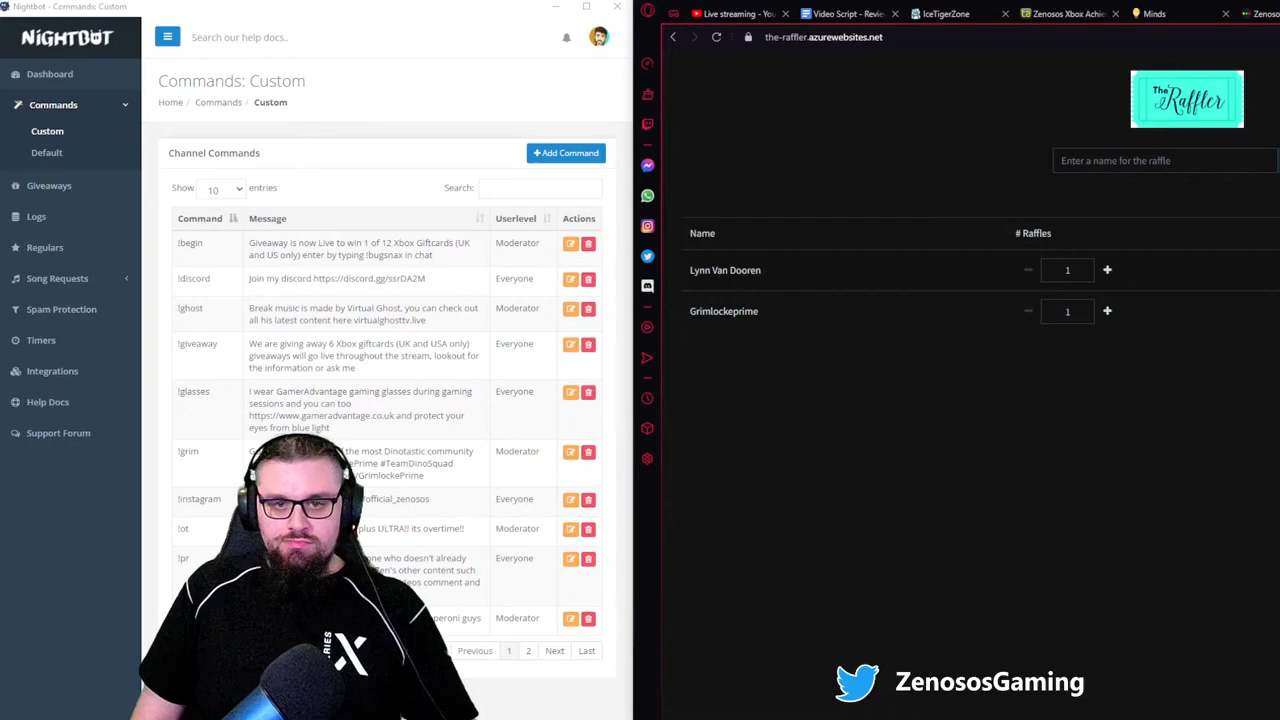 Nightbot - Commands: Custom
NiGHTBOT
Search our help docs..
Dashboard
Commands
Custom
Default
Giveaways
Logs
Regulars
Song Requests
Spam Protection
Timers
Integrations
Help Docs
Support Forum
Commands: Custom
Home / Commands / Custom
Channel Commands
+ Add Command
Show 10 entries
Search:
Command Message Userlevel Actions
!begin Giveaway is now Live to win 1 of 12 Xbox Giftcards (UK Moderator
and US only) enter by typing !bugsnax in chat
!discord Join my discord https://discord.gg/ssrDA2M Everyone
!ghost Break music is made by Virtual Ghost, you can check out Moderator
all his latest content here virtualghosttv.live
!giveaway We are giving away 6 Xbox giftcards (UK and USA only) Everyone
giveaways will go live throughout the stream, lookout for
the information or ask me
!glasses I wear GamerAdvantage gaming glasses during gaming Everyone
sessions and you can too
https://www.gameradvantage.co.uk and protect your
eyes from blue light
!grim the most Dinotastic community Moderator
#TeamDinoSquad
/GrimlockePrime
!instagram /official_zenosos Everyone
!ot plus ULTRA!! its overtime!! Moderator
!pr who doesn't already Everyone
other content such
comment and
peroni guys Moderator
Previous 1 2 Next Last
Live streaming - You
Video Script - Revie
IceTigerZone
Zenosos Xbox Achie
Minds
Zenoso
the-raffler.azurewebsites.net
The Raffler
Enter a name for the raffle
Name # Raffles
Lynn Van Dooren 1 +
Grimlockeprime 1 +
RIES
X
ZenososGaming